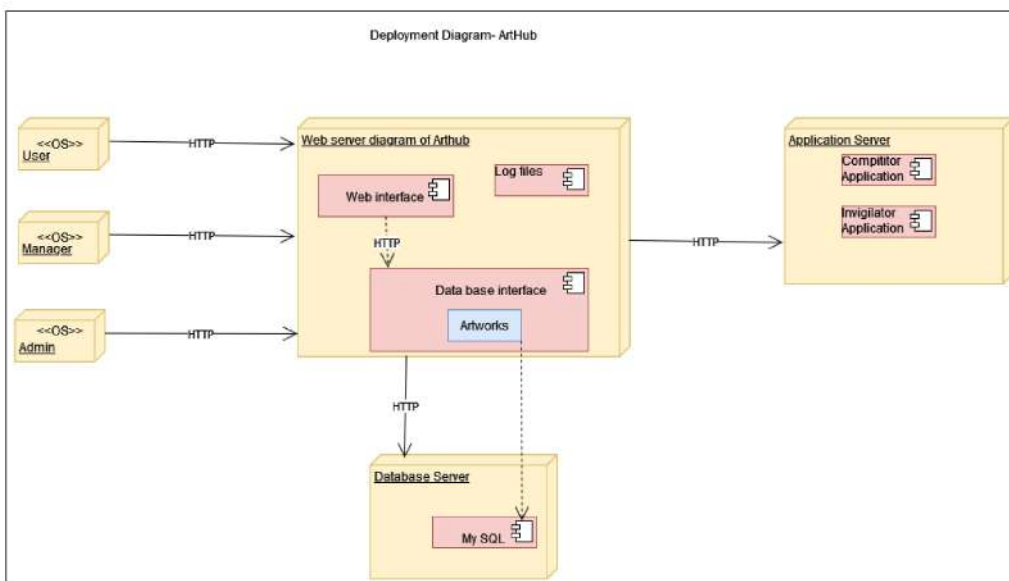 Deployment Diagram- ArtHub
<<OS>>
User
HTTP
Web server diagram of Arthub
Log files
Web interface
HTTP
Data base interface
Artworks
<<OS>>
Manager
HTTP
<<OS>>
Admin
HTTP
HTTP
Application Server
Compititor
Application
Invigilator
Application
HTTP
Database Server
My SQL